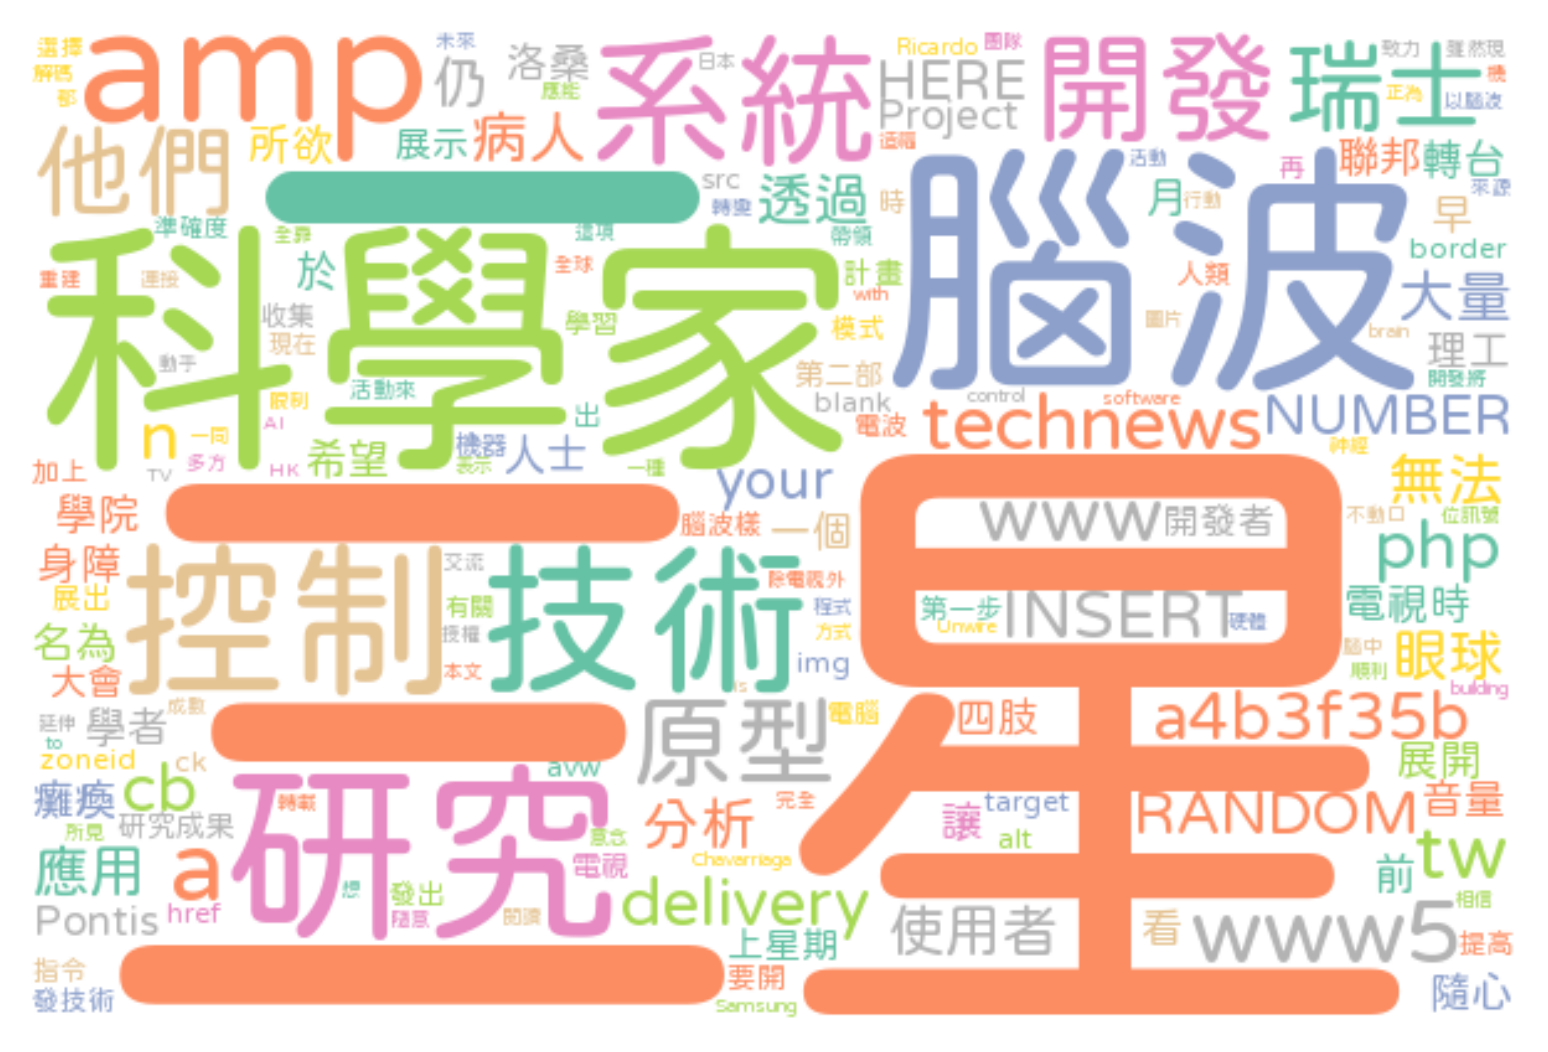 選擇 amp 未來 仍 洛桑 系統 日本 Ricardo 團隊 開發 瑞士 致力 雖然現
解碼 都 應能 HERE 正為 機 以腦波
他們 所欲 展示 病人 Project 造福 活動 再 聯邦 轉台
一 src 轉變 透過 時 腦波 月 行動 來源 早
準確度 全靠 這項 帶領 border
科學家 於 全球 計畫 with 人類 大量
重建 連接 收集 學習 模式 圖片 brain 理工
動手 現在 活動來 第二部 開發將
限制 出 blank control software
n 一同 AI 電波 technews NUMBER
加上 TV 多方 HK 希望 機器 表示 人士 一種 神經
your 三星 無法
學院 腦波樣 一個 www 開發者 不動口 位訊號
身障 控制 交流 技術 除電視外 php
展出 有關 程式 第一步 INSERT 硬體 電視時
名為 授權 方式 Unwire 腦中 眼球
大會 本文 img 順利 building
延伸 學者 成數 is 原型 電腦 四肢 a4b3f35b
to zoneid ck avw 展開
癱瘓 cb 研究 轉載 完全 target RANDOM 音量
所見 研究成果 意念 分析 讓 alt
應用 a 電視 Chavarriaga 前 tw
Pontis href 想 發出 隨意 閱讀 delivery 使用者 看 www5 相信
指令 一 上星期 要開 提高
發技術 Samsung 隨心